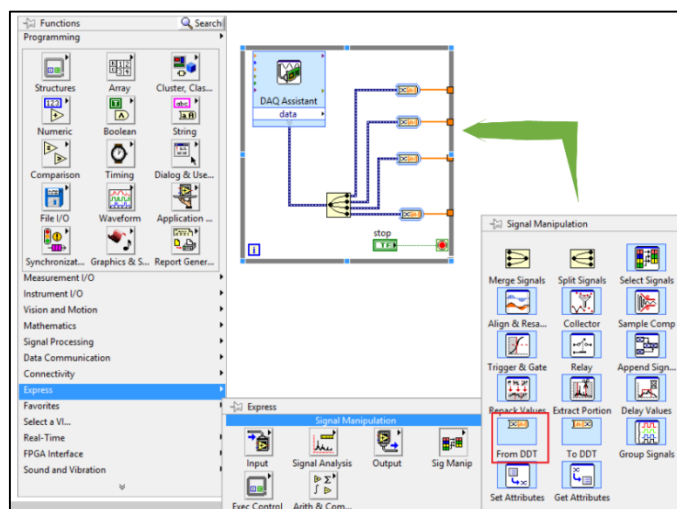 Functions
Search
Programming
Structures
Array
Cluster, Clas...
Numeric
Boolean
String
Comparison
Timing
Dialog & Use...
File I/O
Waveform
Application ...
Synchronizat...
Graphics & S...
Report Gener...
Measurement I/O
Instrument I/O
Vision and Motion
Mathematics
Signal Processing
Data Communication
Connectivity
Express
Favorites
Select a VI...
Real-Time
FPGA Interface
Sound and Vibration
DAQ Assistant
data
i
stop
TF
Express
Signal Manipulation
Input
Signal Analysis
Output
Sig Manip
Exec Control
Arith & Com...
Signal Manipulation
Merge Signals
Split Signals
Select Signals
Align & Resa...
Collector
Sample Comp
Trigger & Gate
Relay
Append Sign...
Repack Values
Extract Portion
Delay Values
From DDT
To DDT
Group Signals
Set Attributes
Get Attributes